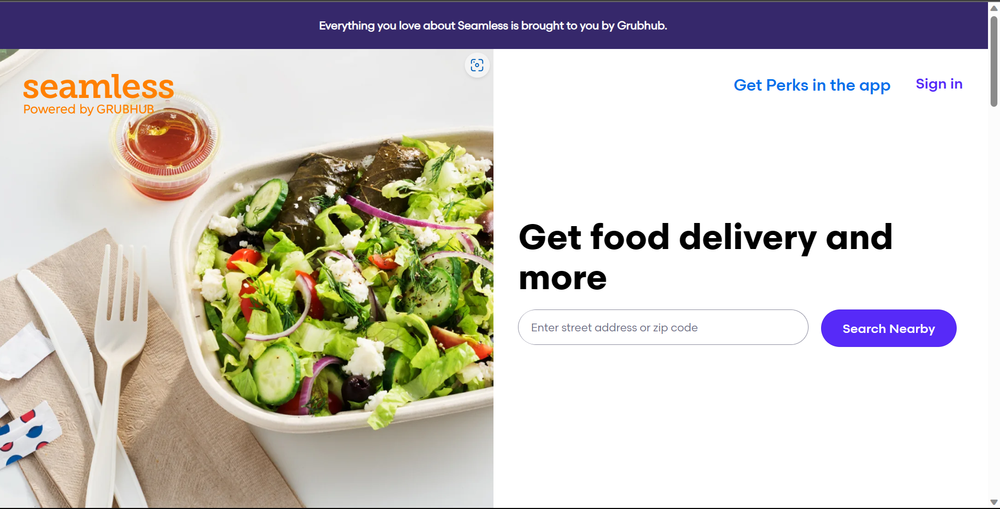 Everything you love about Seamless is brought to you by Grubhub.
seamless
Powered by GRUBHUB
Get Perks in the app
Sign in
Get food delivery and
more
Enter street address or zip code
Search Nearby